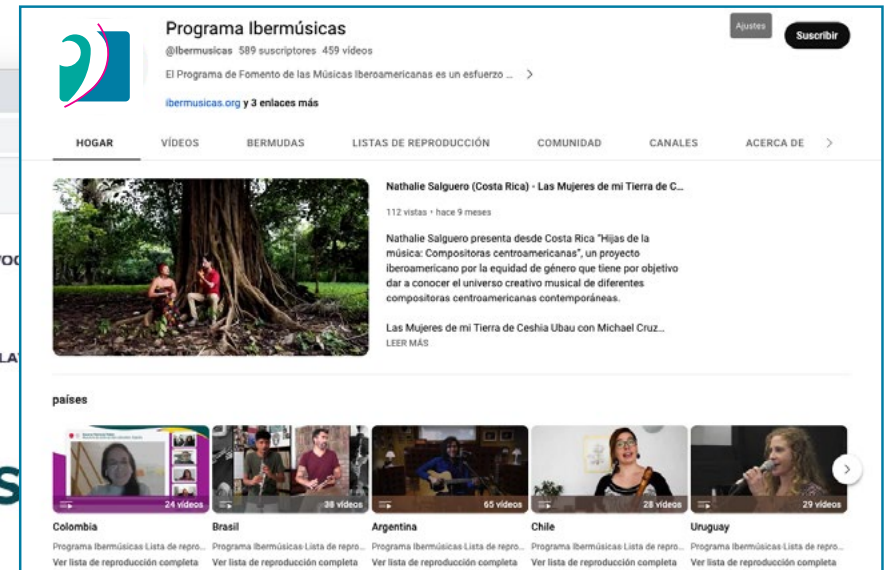 Programa Ibermúsicas
@Ibermusicas 589 suscriptores 459 vídeos
El Programa de Fomento de las Músicas Iberoamericanas es un esfuerzo ...
ibermusicas.org y 3 enlaces más
Ajustes
Suscribir
HOGAR VÍDEOS BERMUDAS LISTAS DE REPRODUCCIÓN COMUNIDAD CANALES ACERCA DE
Nathalie Salguero (Costa Rica) - Las Mujeres de mi Tierra de C...
112 vistas • hace 9 meses
Nathalie Salguero presenta desde Costa Rica "Hijas de la
música: Compositoras centroamericanas", un proyecto
iberoamericano por la equidad de género que tiene por objetivo
dar a conocer el universo creativo musical de diferentes
compositoras centroamericanas contemporáneas.
Las Mujeres de mi Tierra de Ceshia Ubau con Michael Cruz...
LEER MÁS
países
24 vídeos 38 vídeos 65 vídeos 28 vídeos 29 vídeos
Colombia Brasil Argentina Chile Uruguay
Programa Ibermúsicas·Lista de repro... Programa Ibermúsicas·Lista de repro... Programa Ibermúsicas·Lista de repro... Programa Ibermúsicas·Lista de repro... Programa Ibermúsicas·Lista de repro...
Ver lista de reproducción completa Ver lista de reproducción completa Ver lista de reproducción completa Ver lista de reproducción completa Ver lista de reproducción completa